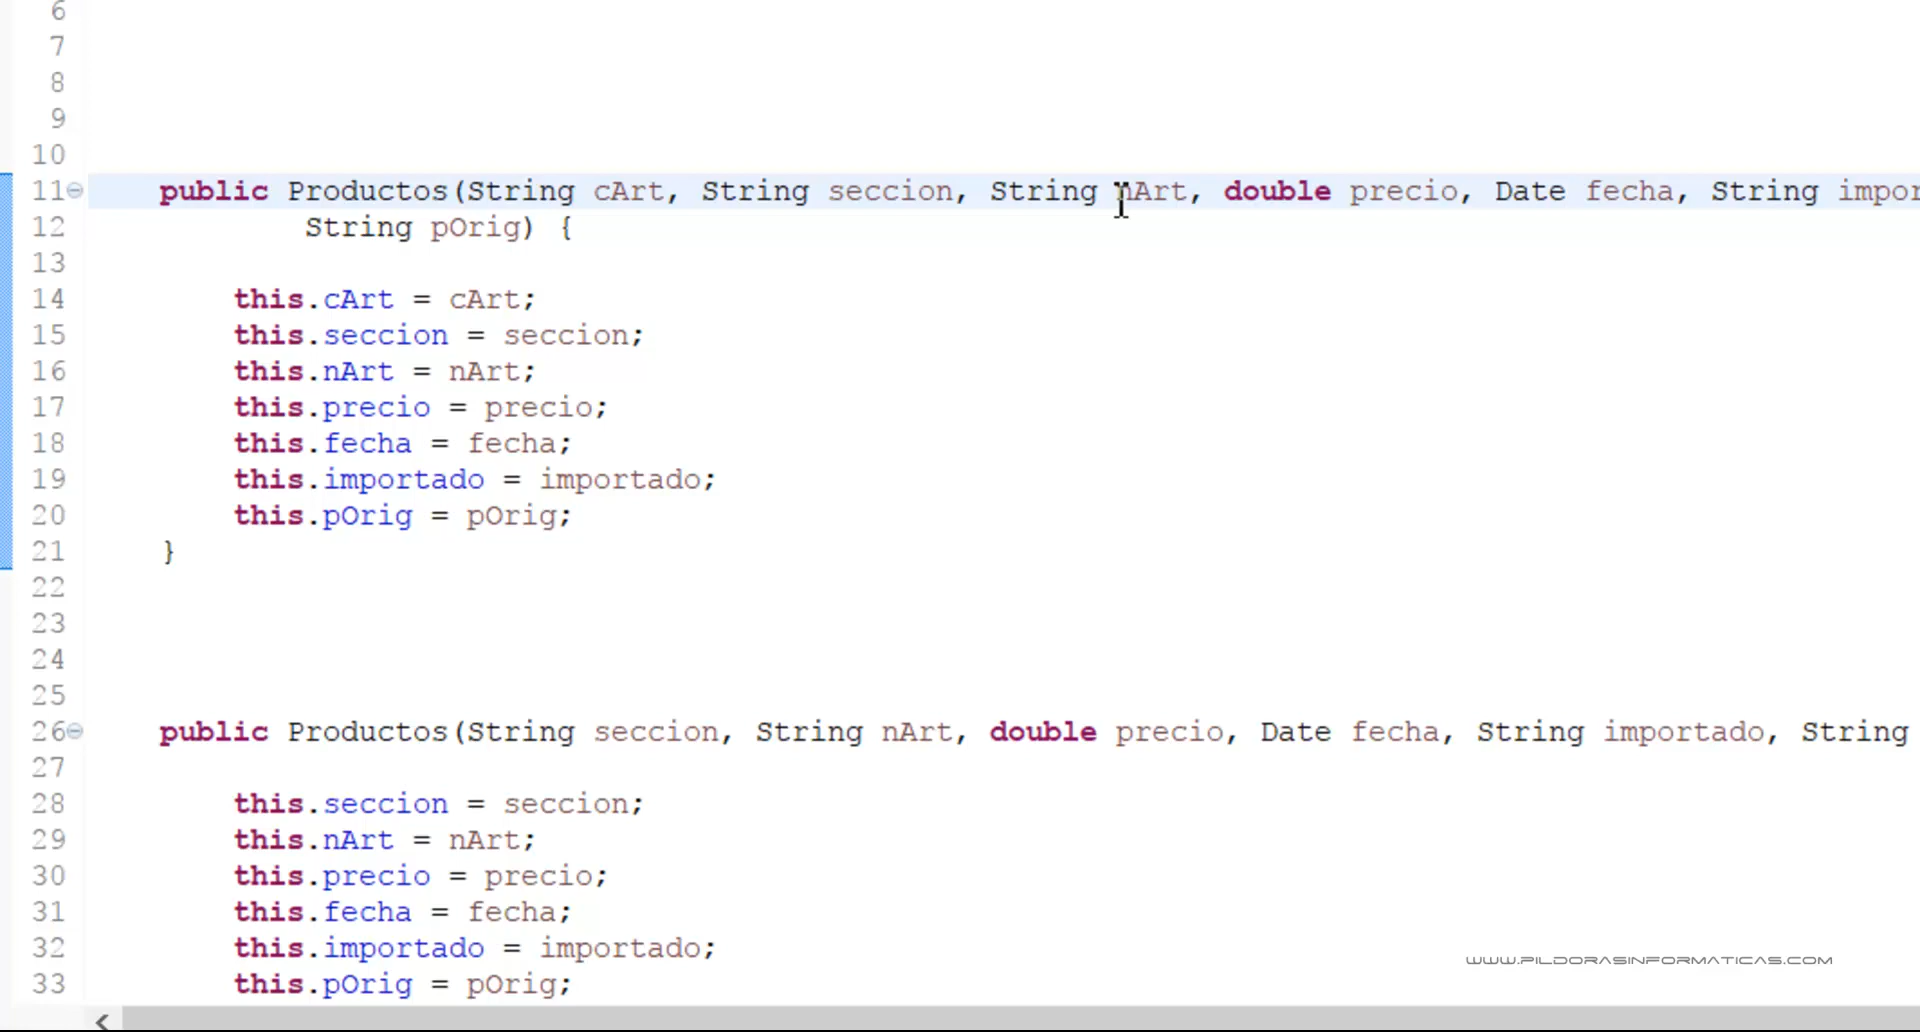 6
7
8
9
10
11 public Productos(String cArt, String seccion, String nArt, double precio, Date fecha, String impor
12 String pOrig) {
13
14 this.cArt = cArt;
15 this.seccion = seccion;
16 this.nArt = nArt;
17 this.precio = precio;
18 this.fecha = fecha;
19 this.importado = importado;
20 this.pOrig = pOrig;
21 }
22
23
24
25
26 public Productos(String seccion, String nArt, double precio, Date fecha, String importado, String
27
28 this.seccion = seccion;
29 this.nArt = nArt;
30 this.precio = precio;
31 this.fecha = fecha;
32 this.importado = importado;
33 this.pOrig = pOrig;
WWW.PILDORASINFORMATICAS.COM